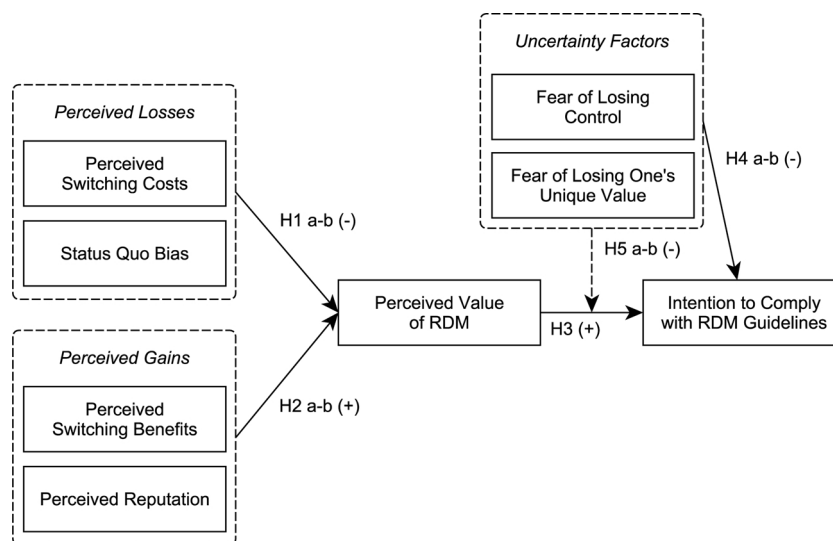 Uncertainty Factors
Fear of Losing
Control
Fear of Losing One's
Unique Value
H4 a-b (-)
H5 a-b (-)
Perceived Losses
Perceived
Switching Costs
Status Quo Bias
H1 a-b (-)
Perceived Value
of RDM
H3 (+)
Intention to Comply
with RDM Guidelines
Perceived Gains
Perceived
Switching Benefits
Perceived Reputation
H2 a-b (+)